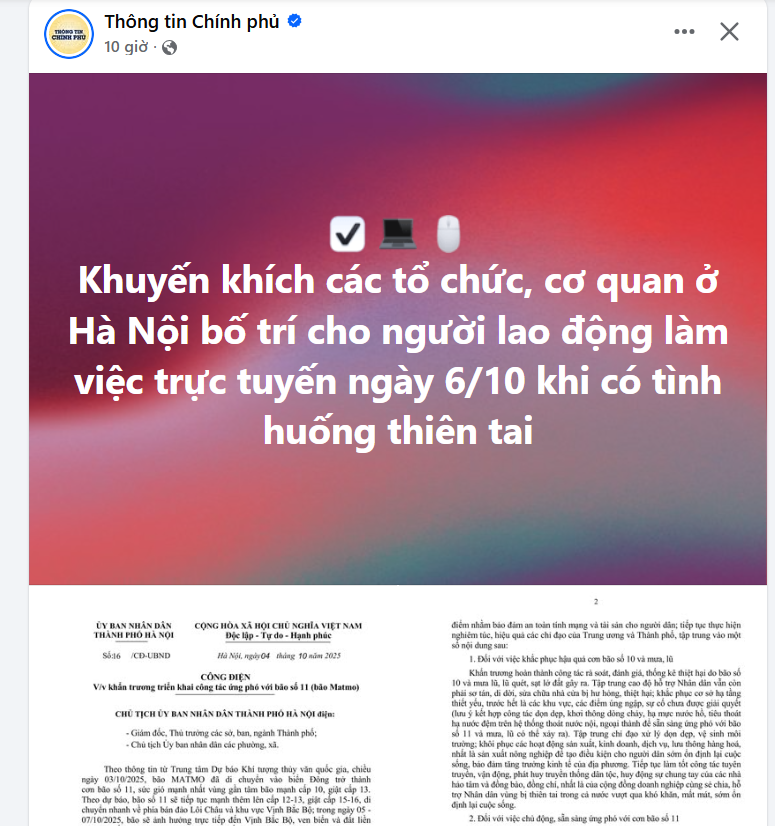 THÔNG TIN
CHÍNH PHỦ
Thông tin Chính phủ
10 giờ ·
Khuyến khích các tổ chức, cơ quan ở
Hà Nội bố trí cho người lao động làm
việc trực tuyến ngày 6/10 khi có tình
huống thiên tai
ỦY BAN NHÂN DÂN
THÀNH PHỐ HÀ NỘI
CỘNG HÒA XÃ HỘI CHỦ NGHĨA VIỆT NAM
Độc lập - Tự do - Hạnh phúc
Số:16 /CĐ-UBND
Hà Nội, ngày 04 tháng 10 năm 2025
CÔNG ĐIỆN
V/v khẩn trương triển khai công tác ứng phó với bão số 11 (bão Matmo)
CHỦ TỊCH ỦY BAN NHÂN DÂN THÀNH PHỐ HÀ NỘI điện:
- Giám đốc, Thủ trưởng các sở, ban, ngành Thành phố;
- Chủ tịch Ủy ban nhân dân các phường, xã.
Theo thông tin từ Trung tâm Dự báo Khí tượng thủy văn quốc gia, chiều
ngày 03/10/2025, bão MATMO đã di chuyển vào biển Đông trở thành
cơn bão số 11, sức gió mạnh nhất vùng gần tâm bão mạnh cấp 10, giật cấp 13.
Theo dự báo, bão số 11 sẽ tiếp tục mạnh thêm lên cấp 12-13, giật cấp 15-16, di
chuyển nhanh về phía bán đảo Lôi Châu và khu vực Vịnh Bắc Bộ; trong ngày 05 -
07/10/2025, bão sẽ ảnh hưởng trực tiếp đến Vịnh Bắc Bộ, ven biển và đất liền
2
điểm nhằm bảo đảm an toàn tính mạng và tài sản cho người dân; tiếp tục thực hiện
nghiêm túc, hiệu quả các chỉ đạo của Trung ương và Thành phố, tập trung vào một
số nội dung sau:
1. Đối với việc khắc phục hậu quả cơn bão số 10 và mưa, lũ
Khẩn trương hoàn thành công tác rà soát, đánh giá, thống kê thiệt hại do bão số
10 và mưa lũ, lũ quét, sạt lở đất gây ra. Tập trung cao độ hỗ trợ Nhân dân vẫn còn
phải sơ tán, di dời, sửa chữa nhà cửa bị hư hỏng, thiệt hại; khắc phục cơ sở hạ tầng
thiết yếu, trước hết là các khu vực, các điểm úng ngập, sự cố chưa được giải quyết
(lưu ý kết hợp công tác dọn dẹp, khơi thông dòng chảy, hạ mực nước hồ, tiêu thoát
hạ nước đệm trên hệ thống thoát nước nội, ngoại thành để sẵn sàng ứng phó với bão
số 11 và mưa, lũ có thể xảy ra). Tập trung chỉ đạo xử lý dọn dẹp, vệ sinh môi
trường; khôi phục các hoạt động sản xuất, kinh doanh, dịch vụ, lưu thông hàng hoá,
nhất là sản xuất nông nghiệp để tạo điều kiện cho người dân sớm ổn định lại cuộc
sống, bảo đảm tăng trưởng kinh tế của địa phương. Tiếp tục làm tốt công tác tuyên
truyền, vận động, phát huy truyền thống dân tộc, huy động sự chung tay của các nhà
hảo tâm và đồng bào, đồng chí, nhất là của cộng đồng doanh nghiệp cùng sẻ chia, hỗ
trợ Nhân dân vùng bị thiên tai trong cả nước vượt qua khó khăn, mất mát, sớm ổn
định lại cuộc sống.
2. Đối với việc chủ động, sẵn sàng ứng phó với cơn bão số 11